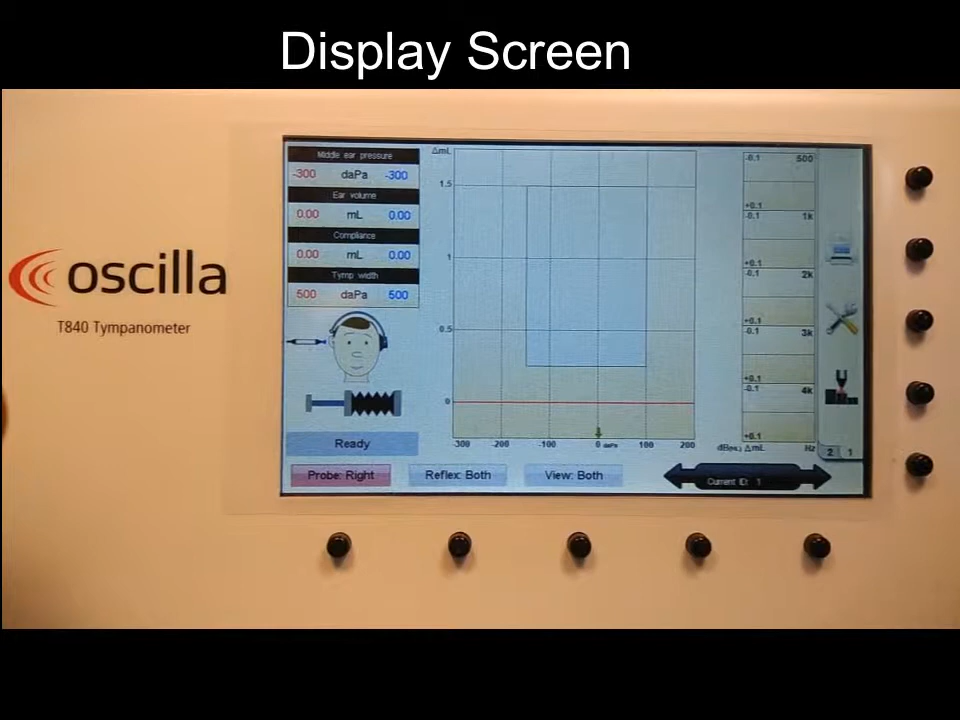 Display Screen
oscilla
T840 Tympanometer
Middle ear pressure
-300 daPa -300
Ear volume
0.00 mL 0.00
Compliance
0.00 mL 0.00
Tymp width
500 daPa 500
Ready
Probe: Right
Reflex: Both
View: Both
ΔmL
1.5
1
0.5
0
-300 -200 -100 0 daPa 100 200
-0.1 500
+0.1
-0.1 1k
+0.1
-0.1 2k
+0.1
-0.1 3k
+0.1
-0.1 4k
+0.1
ΔmL Hz
2 1
Current ID: 1